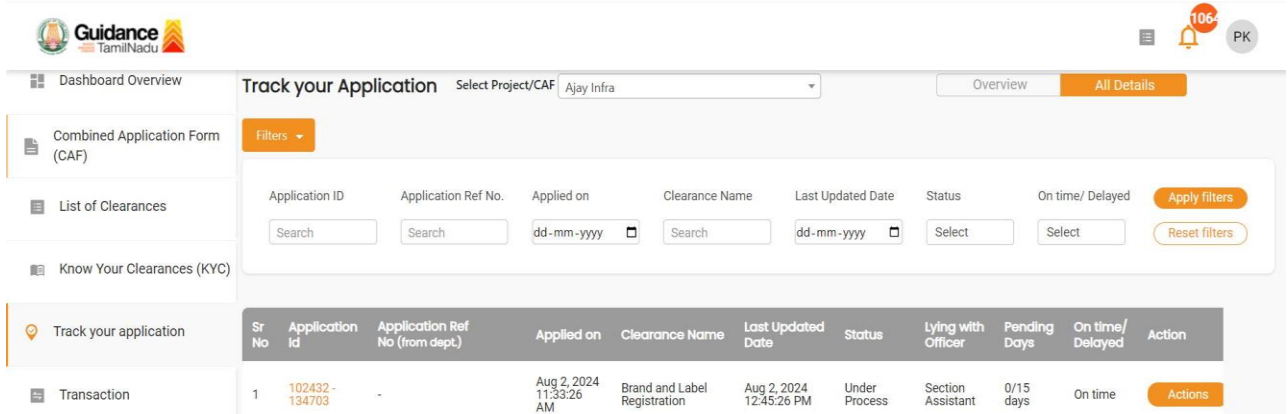 Guidance
TamilNadu
1064
PK
Dashboard Overview
Track your Application
Select Project/CAF
Ajay Infra
Overview
All Details
Combined Application Form
(CAF)
Filters
List of Clearances
Application ID
Application Ref No.
Applied on
Clearance Name
Last Updated Date
Status
On time/ Delayed
Apply filters
Search
Search
dd-mm-yyyy
Search
dd-mm-yyyy
Select
Select
Reset filters
Know Your Clearances (KYC)
Track your application
Sr
No
Application
Id
Application Ref
No (from dept.)
Applied on
Clearance Name
Last Updated
Date
Status
Lying with
Officer
Pending
Days
On time/
Delayed
Action
Transaction
1
102432 -
134703
-
Aug 2, 2024
11:33:26
AM
Brand and Label
Registration
Aug 2, 2024
12:45:26 PM
Under
Process
Section
Assistant
0/15
days
On time
Actions